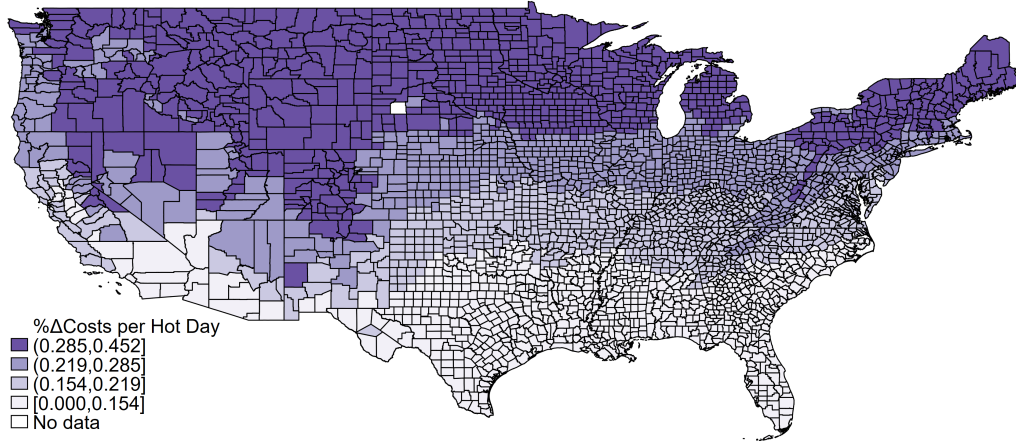 %ΔCosts per Hot Day
(0.285,0.452]
(0.219,0.285]
(0.154,0.219]
[0.000,0.154]
No data